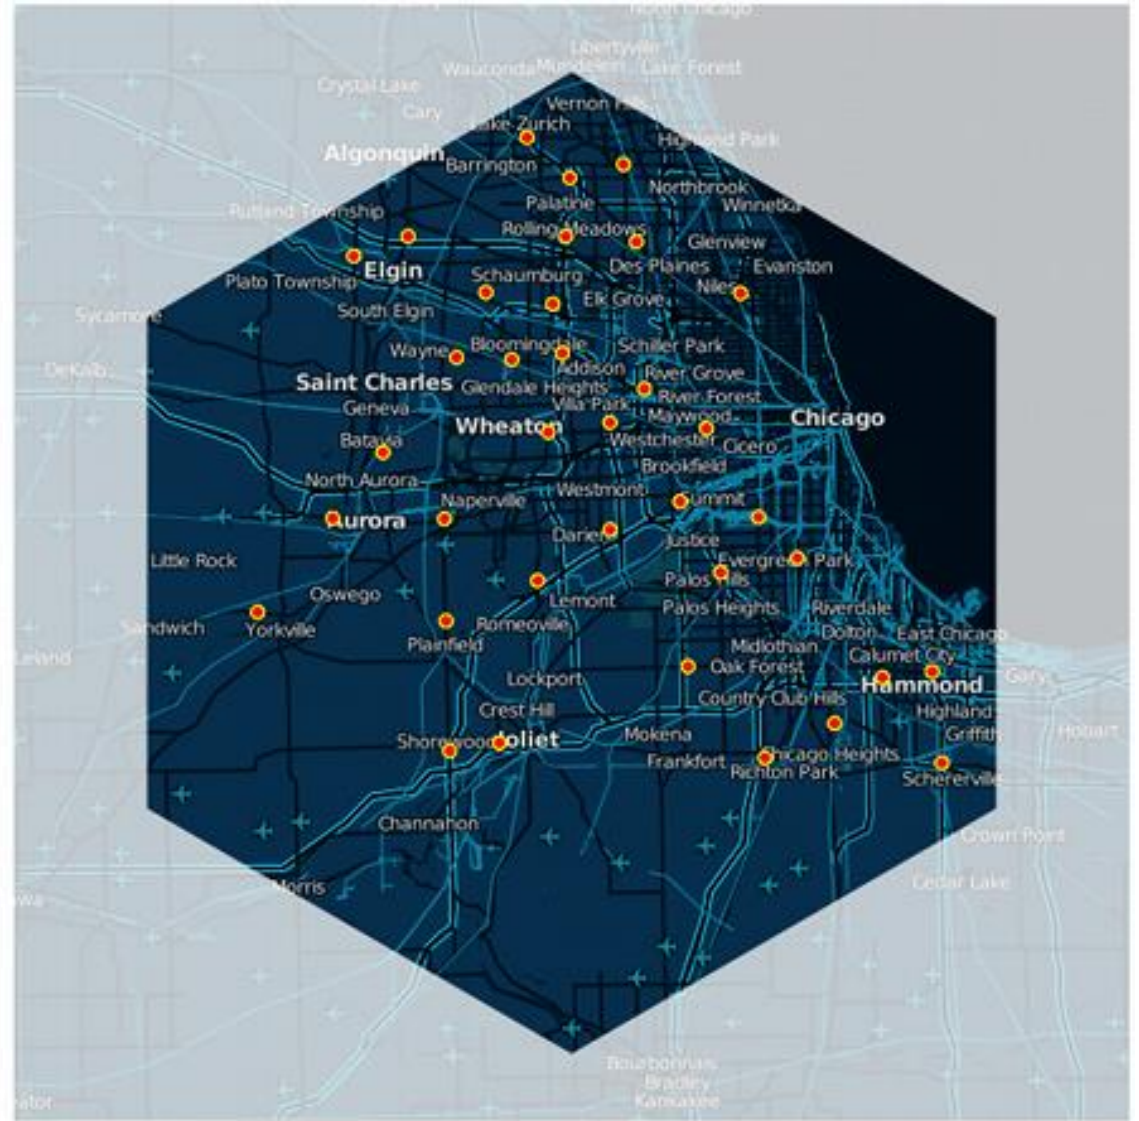 North Chicago
Libertyville
Mundelein
Wauconda
Lake Forest
Crystal Lake
Vernon Hills
Cary
Lake Zurich
Highland Park
Algonquin
Barrington
Northbrook
Palatine
Winnetka
Rutland Township
Rolling Meadows
Glenview
Des Plaines
Evanston
Elgin
Schaumburg
Plato Township
Niles
Elk Grove
South Elgin
Sycamore
Bloomingdale
Schiller Park
Wayne
Addison
DeKalb
River Grove
Saint Charles
Glendale Heights
River Forest
Villa Park
Geneva
Maywood
Chicago
Wheaton
Batavia
Westchester
Cicero
Brookfield
North Aurora
Westmont
Naperville
Summit
Aurora
Darien
Justice
Little Rock
Evergreen Park
Palos Hills
Oswego
Lemont
Palos Heights
Riverdale
Sandwich
Yorkville
Romeoville
Dolton
East Chicago
Plainfield
Midlothian
Calumet City
Leland
Oak Forest
Lockport
Gary
Hammond
Country Club Hills
Crest Hill
Highland
Shorewood
Joliet
Mokena
Griffith
Hobart
Frankfort
Chicago Heights
Richton Park
Schererville
Channahon
Crown Point
Morris
Cedar Lake
Bourbonnais
Bradley
Kankakee